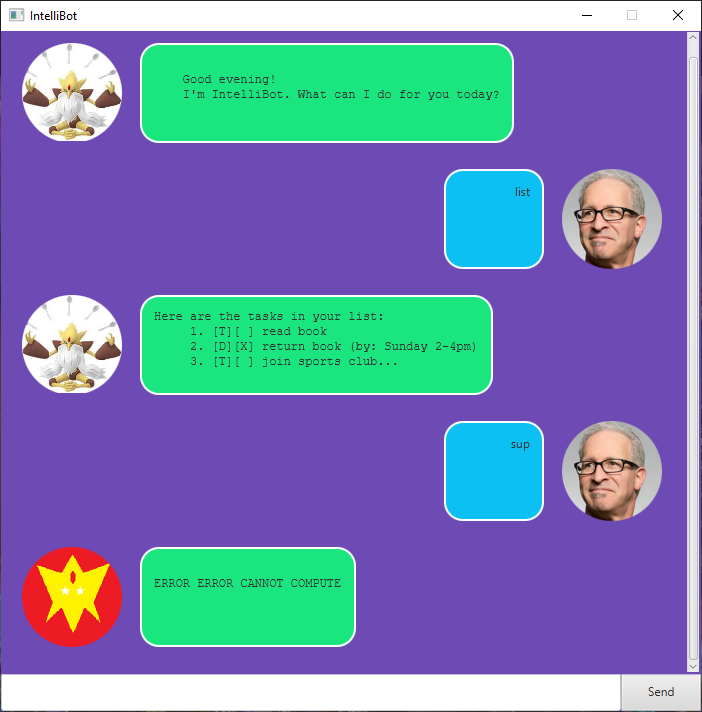 IntelliBot
Good evening!
I'm IntelliBot. What can I do for you today?
list
Here are the tasks in your list:
1. [T][ ] read book
2. [D][X] return book (by: Sunday 2-4pm)
3. [T][ ] join sports club...
sup
ERROR ERROR CANNOT COMPUTE
Send